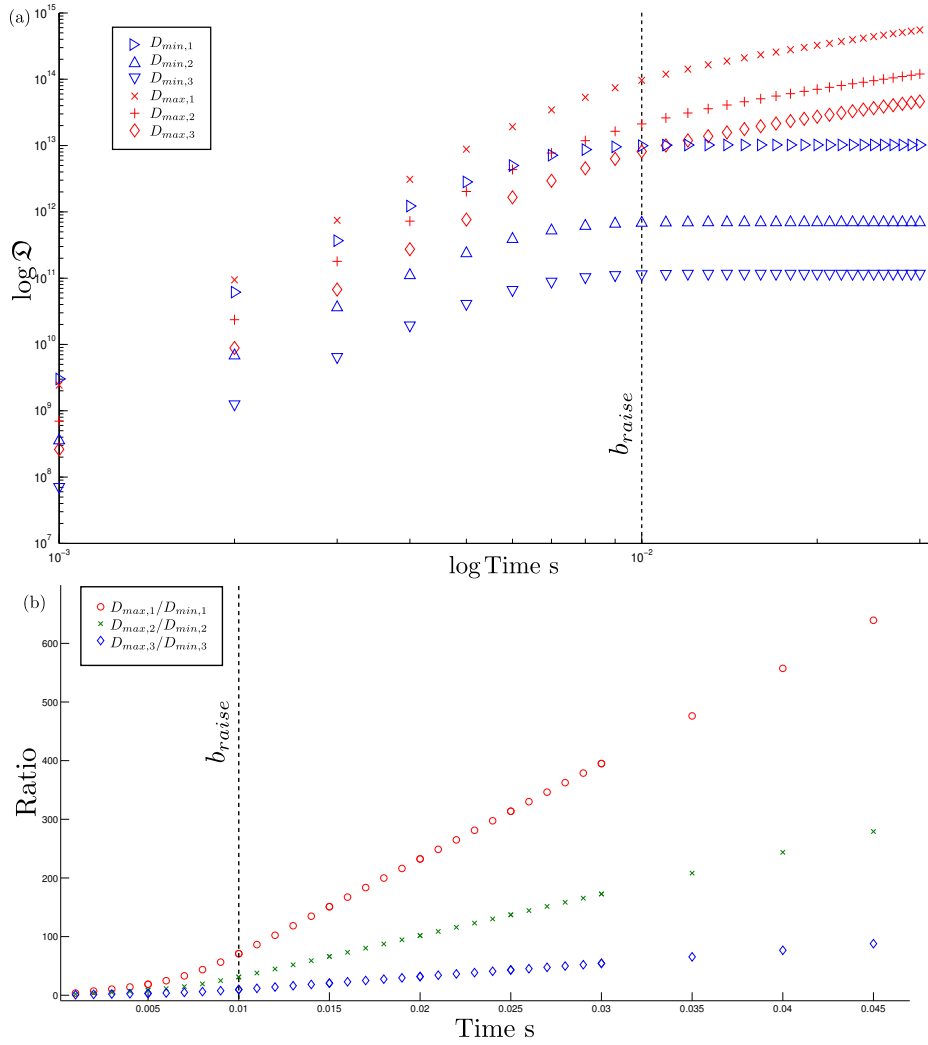 (a)
10^15
10^14
10^13
10^12
10^11
10^10
10^9
10^8
10^7
log 𝔇
D_{min,1}
D_{min,2}
D_{min,3}
D_{max,1}
D_{max,2}
D_{max,3}
b_{raise}
10^-3
10^-2
log Time s
(b)
D_{max,1}/D_{min,1}
D_{max,2}/D_{min,2}
D_{max,3}/D_{min,3}
b_{raise}
Ratio
600
500
400
300
200
100
0
0.005
0.01
0.015
0.02
0.025
0.03
0.035
0.04
0.045
Time s